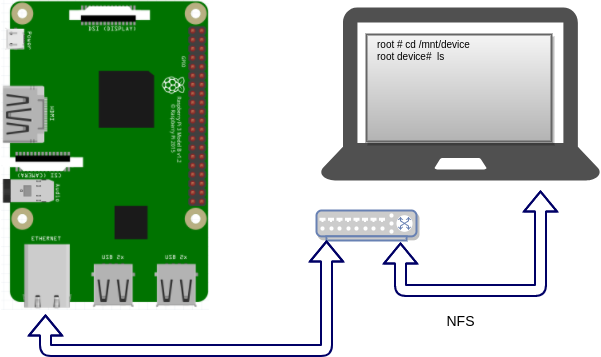 DSI (DISPLAY)
Power
GPIO
HDMI
Raspberry Pi 3 Model B v1.2
© Raspberry Pi 2015
CSI (CAMERA)
Audio
ETHERNET
USB 2x
USB 2x
root # cd /mnt/device
root device# ls
NFS